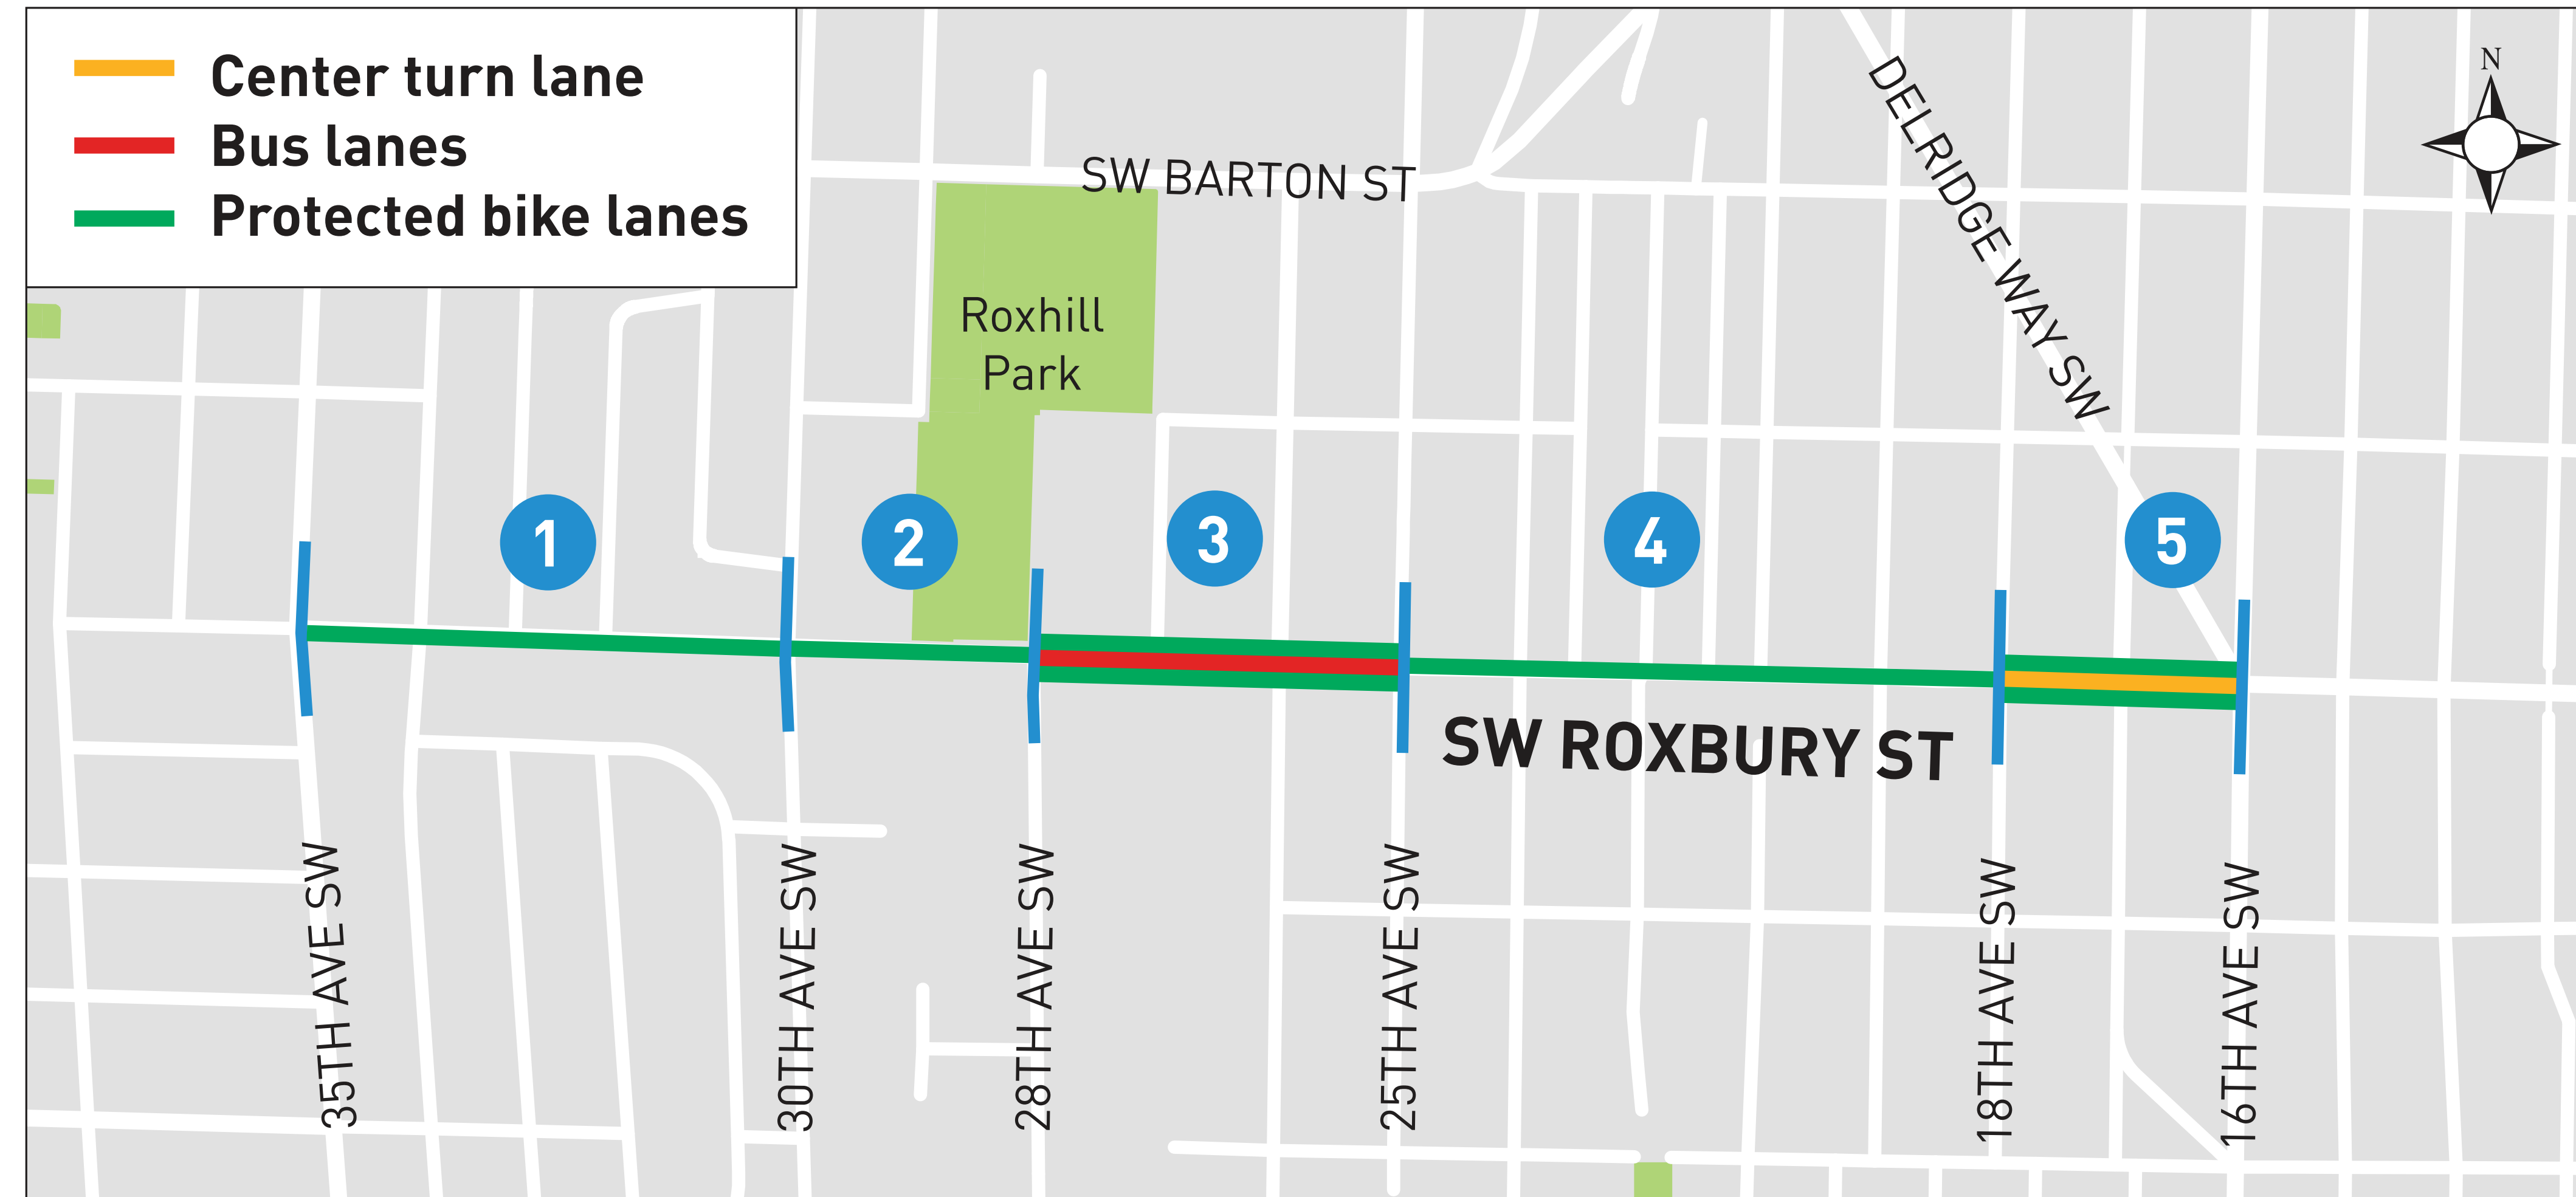 Center turn lane
Bus lanes
Protected bike lanes
N
SW BARTON ST
DELRIDGE WAY SW
Roxhill
Park
1
2
3
4
5
SW ROXBURY ST
35TH AVE SW
30TH AVE SW
28TH AVE SW
25TH AVE SW
18TH AVE SW
16TH AVE SW